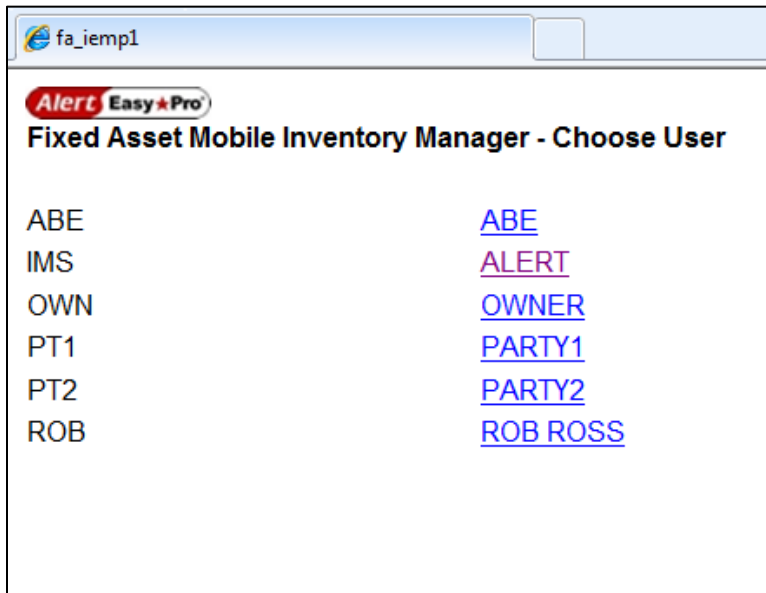 fa_iemp1
Alert Easy★Pro®
Fixed Asset Mobile Inventory Manager - Choose User
ABE ABE
IMS ALERT
OWN OWNER
PT1 PARTY1
PT2 PARTY2
ROB ROB ROSS